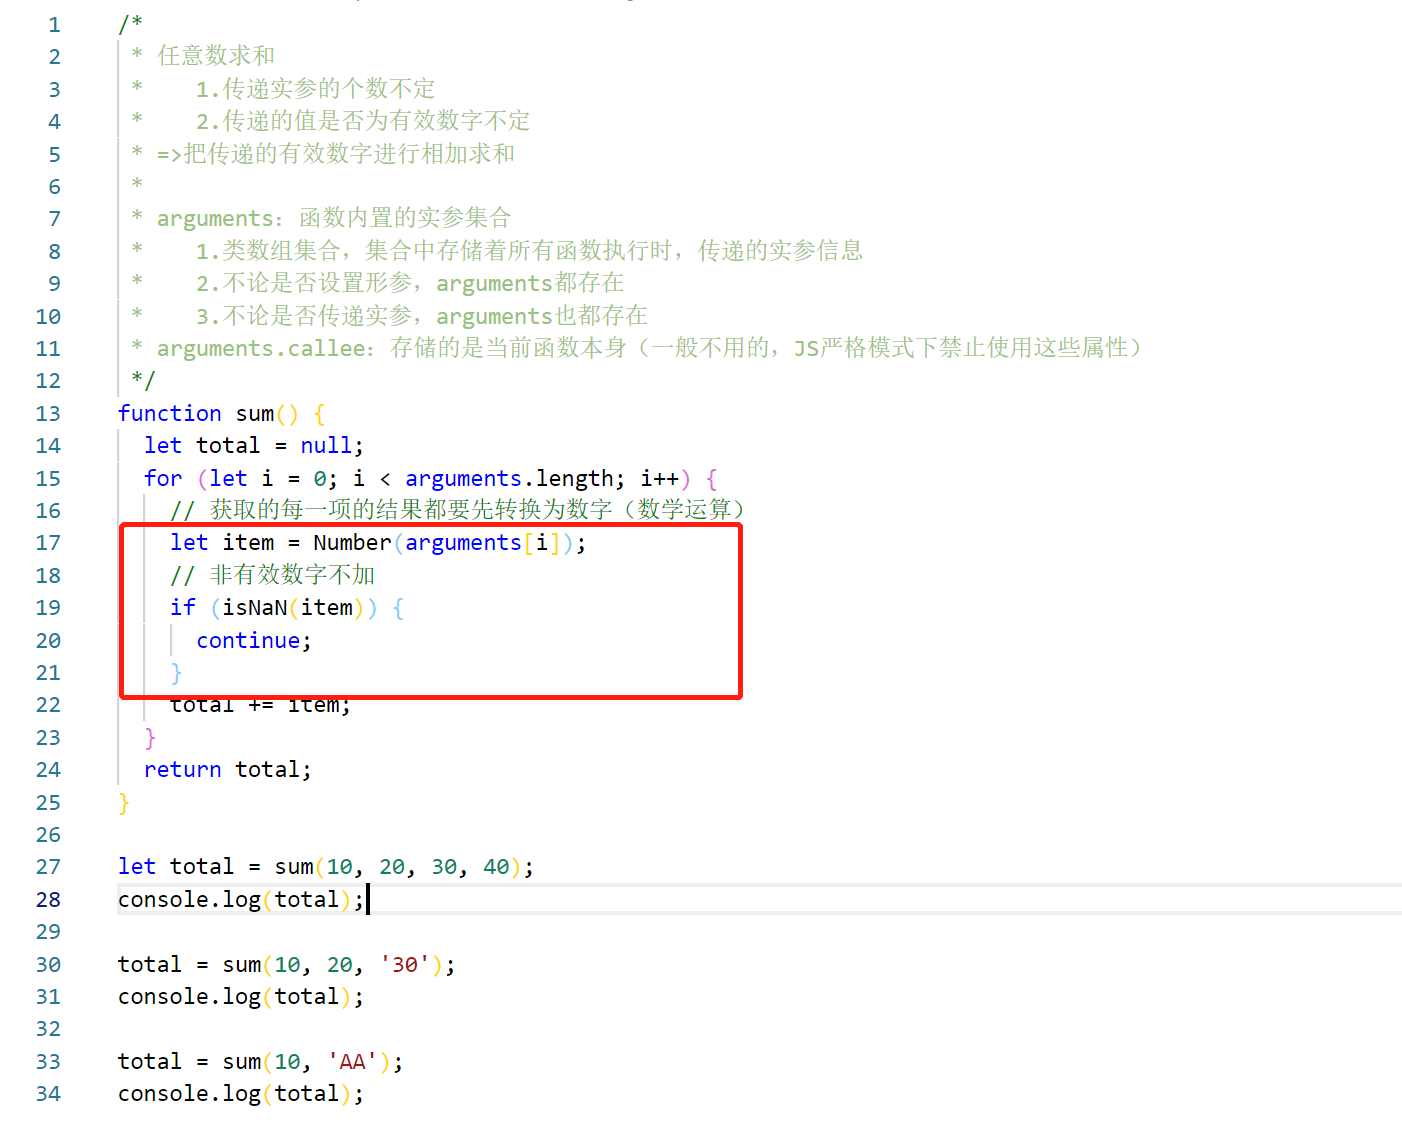 1 /*
2 * 任意数求和
3 * 1.传递实参的个数不定
4 * 2.传递的值是否为有效数字不定
5 * =>把传递的有效数字进行相加求和
6 *
7 * arguments：函数内置的实参集合
8 * 1.类数组集合，集合中存储着所有函数执行时，传递的实参信息
9 * 2.不论是否设置形参，arguments都存在
10 * 3.不论是否传递实参，arguments也都存在
11 * arguments.callee：存储的是当前函数本身（一般不用的，JS严格模式下禁止使用这些属性）
12 */
13 function sum() {
14 let total = null;
15 for (let i = 0; i < arguments.length; i++) {
16 // 获取的每一项的结果都要先转换为数字（数学运算）
17 let item = Number(arguments[i]);
18 // 非有效数字不加
19 if (isNaN(item)) {
20 continue;
21 }
22 total += item;
23 }
24 return total;
25 }
26
27 let total = sum(10, 20, 30, 40);
28 console.log(total);
29
30 total = sum(10, 20, '30');
31 console.log(total);
32
33 total = sum(10, 'AA');
34 console.log(total);